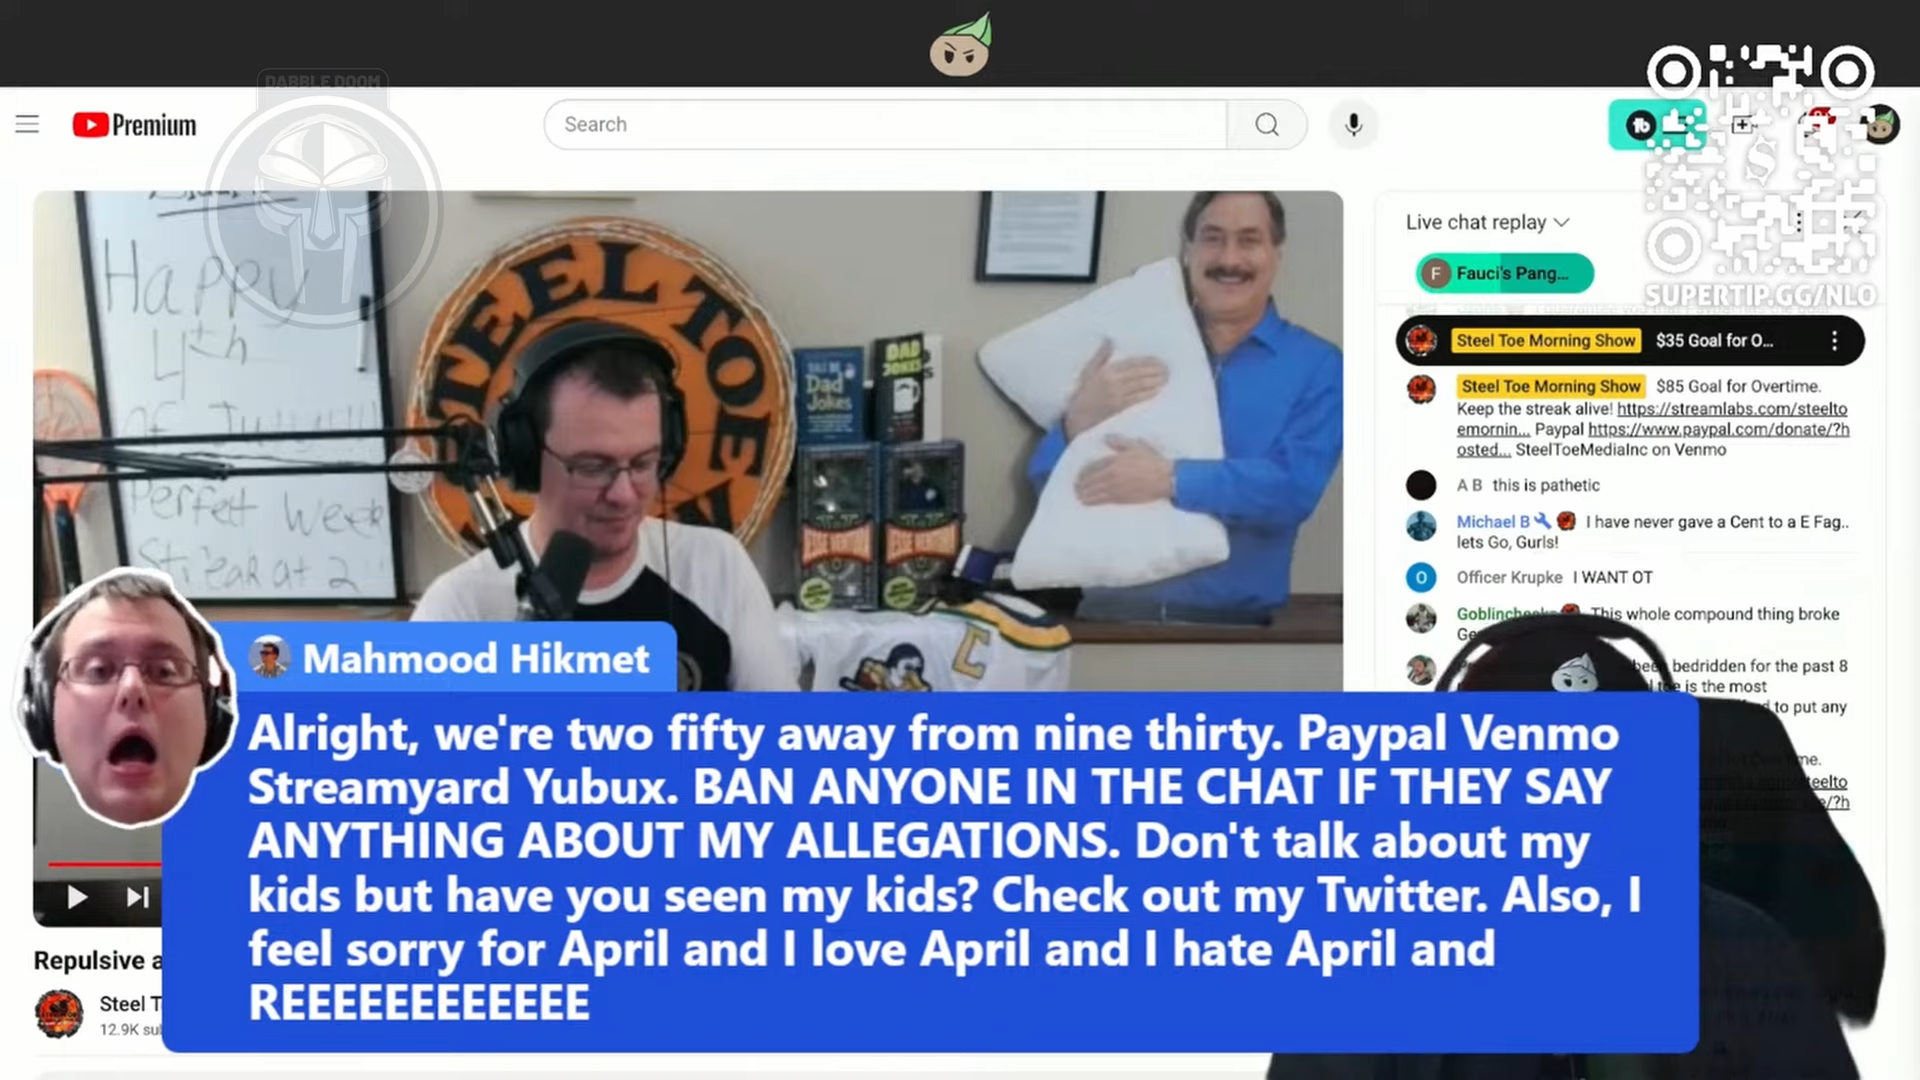 DABBLE DOOM
Premium
Search
SUPERTIP.GG/NLO
Live chat replay
F Fauci's Pang...
Steel Toe Morning Show $35 Goal for O...
Steel Toe Morning Show $85 Goal for Overtime.
Keep the streak alive! https://streamlabs.com/steelto
emornin... Paypal https://www.paypal.com/donate/?h
osted... SteelToeMediaInc on Venmo
A B this is pathetic
Michael B I have never gave a Cent to a E Fag..
lets Go, Gurls!
O Officer Krupke I WANT OT
This whole compound thing broke
bedridden for the past 8
is the most
to put any
Happy
4th
of
Perfect Week
Streak at 2
STEEL TOE
Dad
Jokes
DAD
JOKES
C
Mahmood Hikmet
Alright, we're two fifty away from nine thirty. Paypal Venmo
Streamyard Yubux. BAN ANYONE IN THE CHAT IF THEY SAY
ANYTHING ABOUT MY ALLEGATIONS. Don't talk about my
kids but have you seen my kids? Check out my Twitter. Also, I
feel sorry for April and I love April and I hate April and
REEEEEEEEEEEE
Repulsive a
Steel T
12.9K su